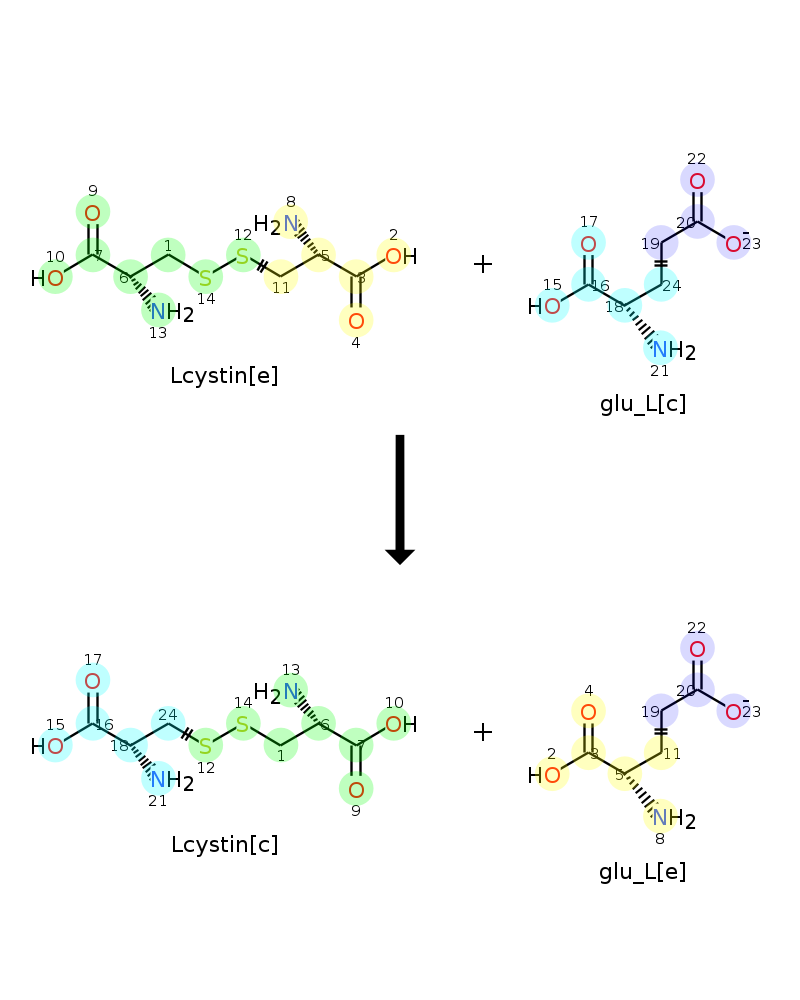 22
9
8
17
12
2
O
O
H2N
O
20
19
O-
23
10
7
1
S
5
OH
+
15
16
24
HO
6
S
14
11
3
HO
18
13
NH2
O
4
21
NH2
Lcystin[e]
glu_L[c]
22
17
13
4
14
10
O
O
H2N
O
20
19
O-
23
15
16
24
S
6
OH
+
2
3
11
HO
18
S
12
1
7
HO
5
21
NH2
O
9
8
NH2
Lcystin[c]
glu_L[e]